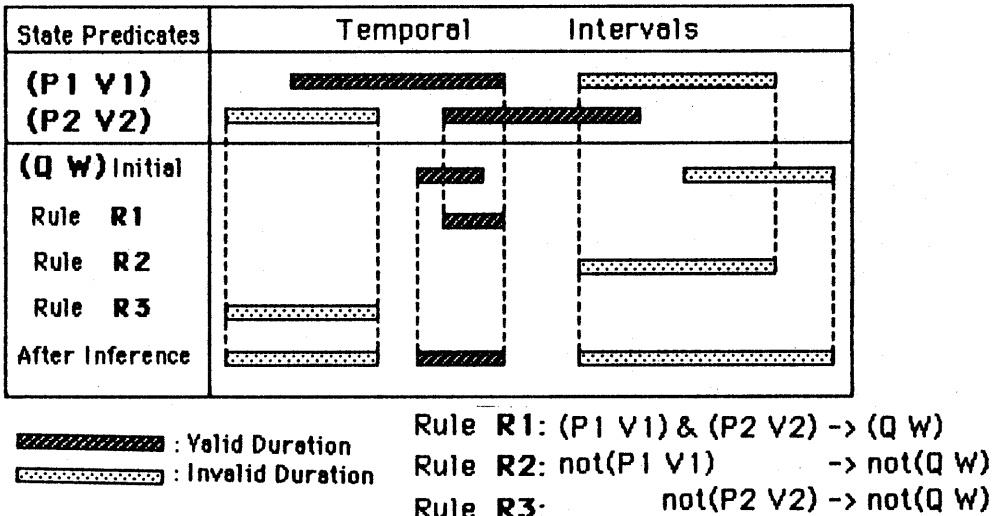 State Predicates Temporal Intervals
(P1 V1)
(P2 V2)
(Q W) Initial
Rule R1
Rule R2
Rule R3
After Inference
: Valid Duration
: Invalid Duration
Rule R1: (P1 V1) & (P2 V2) -> (Q W)
Rule R2: not(P1 V1) -> not(Q W)
Rule R3: not(P2 V2) -> not(Q W)